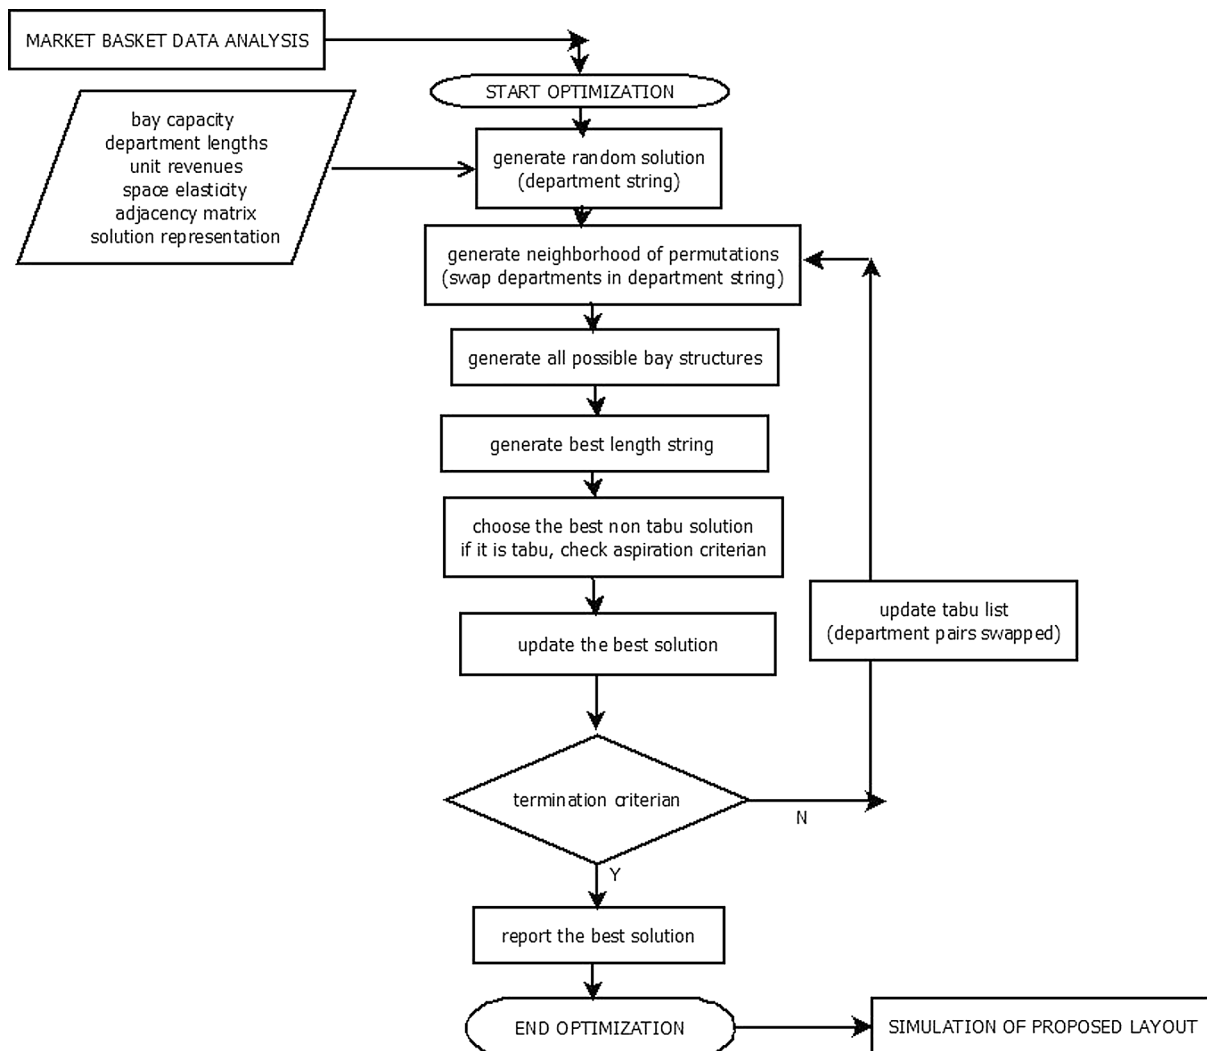 MARKET BASKET DATA ANALYSIS
START OPTIMIZATION
bay capacity
department lengths
unit revenues
space elasticity
adjacency matrix
solution representation
generate random solution
(department string)
generate neighborhood of permutations
(swap departments in department string)
generate all possible bay structures
generate best length string
choose the best non tabu solution
if it is tabu, check aspiration criterian
update the best solution
update tabu list
(department pairs swapped)
termination criterian
N
Y
report the best solution
END OPTIMIZATION
SIMULATION OF PROPOSED LAYOUT